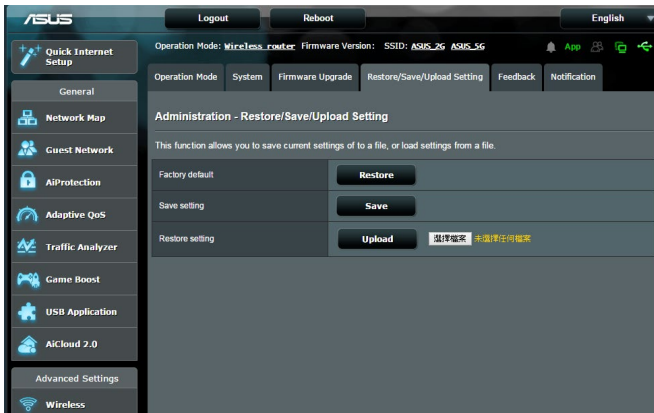 ASUS
Logout
Reboot
English
Quick Internet Setup
Operation Mode: Wireless router Firmware Version: SSID: ASUS_2G ASUS_5G
App
Operation Mode
System
Firmware Upgrade
Restore/Save/Upload Setting
Feedback
Notification
General
Network Map
Guest Network
AiProtection
Adaptive QoS
Traffic Analyzer
Game Boost
USB Application
AiCloud 2.0
Advanced Settings
Wireless
Administration - Restore/Save/Upload Setting
This function allows you to save current settings of to a file, or load settings from a file.
Factory default
Restore
Save setting
Save
Restore setting
Upload
選擇檔案 未選擇任何檔案